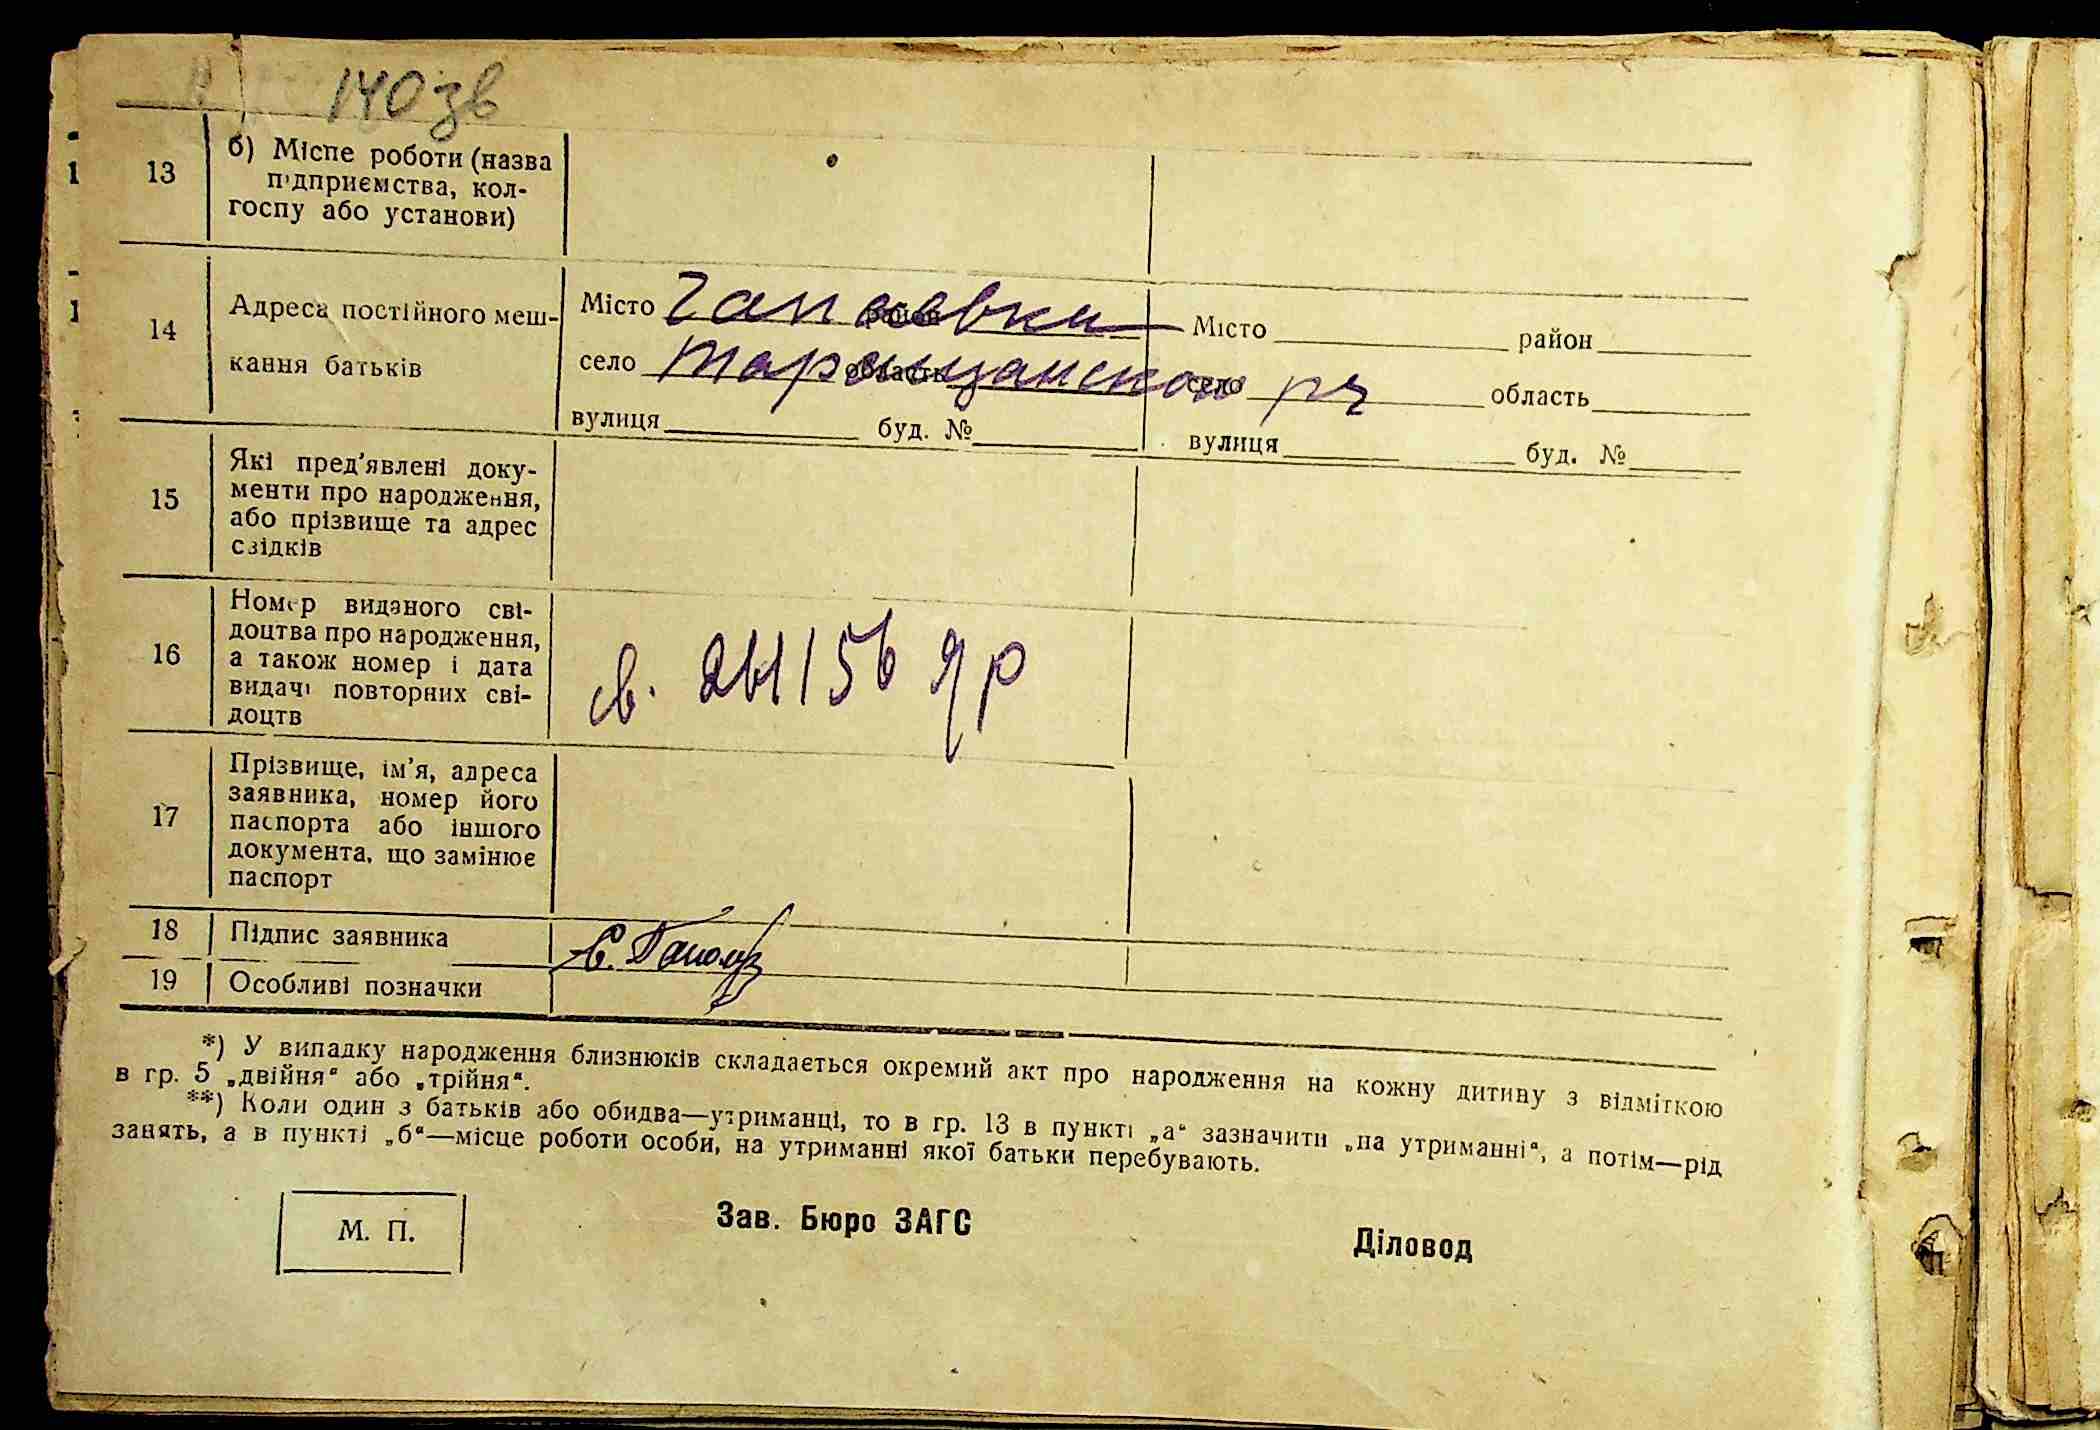 140 зв
13
б) Місце роботи (назва
підприємства, кол-
госпу або установи)
14
Адреса постійного меш-
кання батьків
Місто Чапаевки район
село Таращанского области р-н
вулиця буд. №
Місто район
село область
вулиця буд. №
15
Які пред'явлені доку-
менти про народження,
або прізвище та адрес
свідків
16
Номер виданого сві-
доцтва про народження,
а також номер і дата
видачі повторних сві-
доцтв
св.
17
Прізвище, ім'я, адреса
заявника, номер його
паспорта або іншого
документа, що замінює
паспорт
18
Підпис заявника
19
Особливі позначки
*) У випадку народження близнюків складається окремий акт про народження на кожну дитину з відміткою
в гр. 5 „двійня" або „трійня".
**) Коли один з батьків або обидва—утриманці, то в гр. 13 в пункті „а" зазначити „на утриманні", а потім—рід
занять, а в пункті „б"—місце роботи особи, на утриманні якої батьки перебувають.
М. П.
Зав. Бюро ЗАГС
Діловод